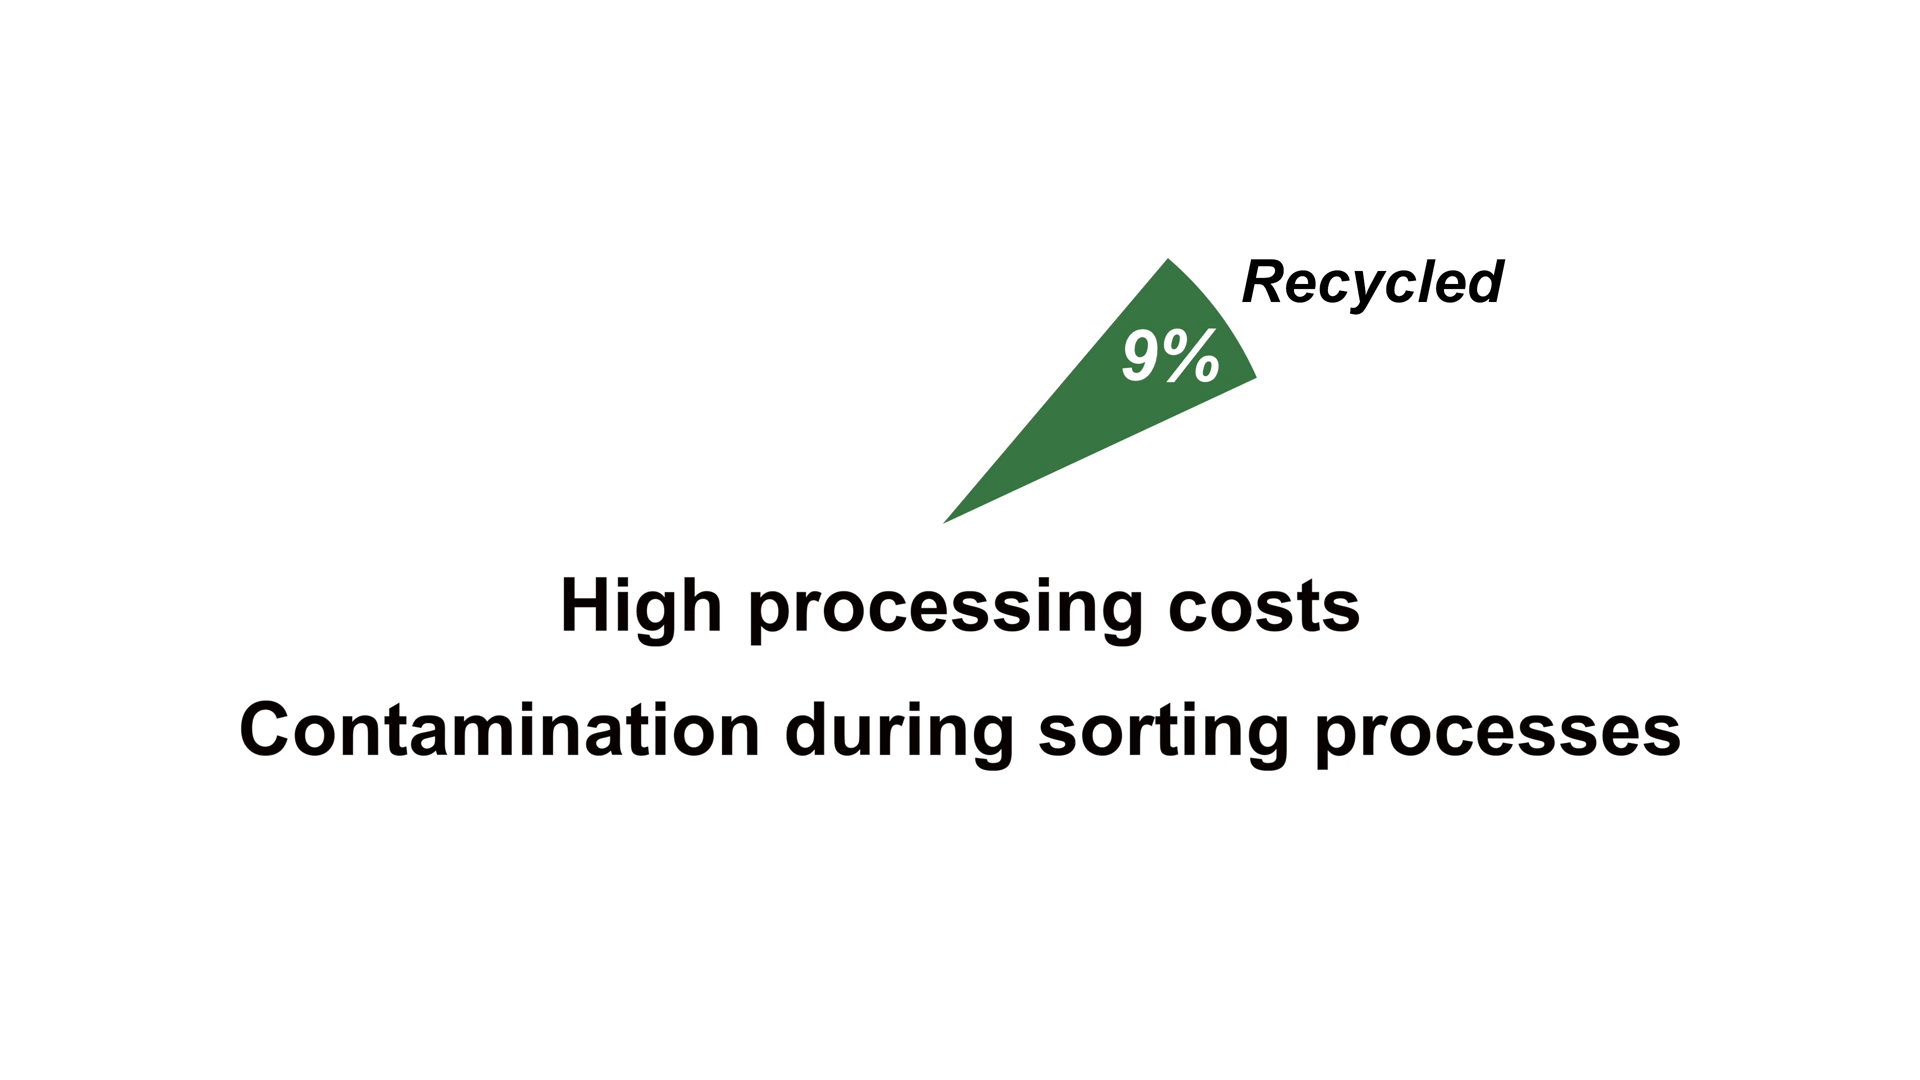 Recycled
9%
High processing costs
Contamination during sorting processes